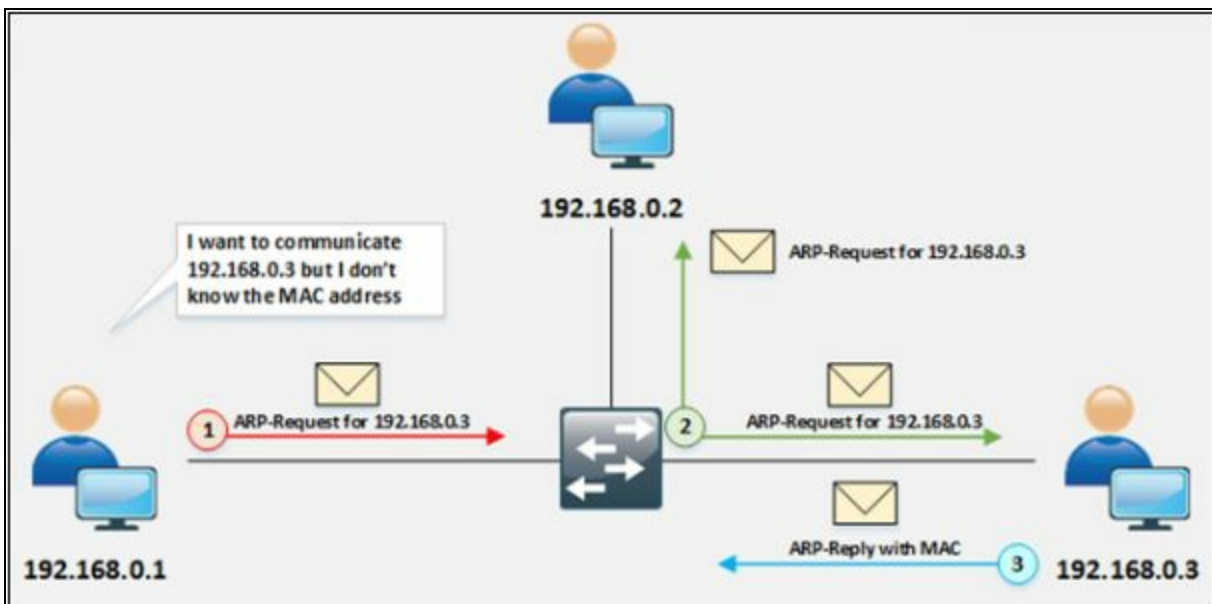 192.168.0.2
I want to communicate
192.168.0.3 but I don't
know the MAC address
ARP-Request for 192.168.0.3
1
ARP-Request for 192.168.0.3
2
ARP-Request for 192.168.0.3
ARP-Reply with MAC
3
192.168.0.1
192.168.0.3